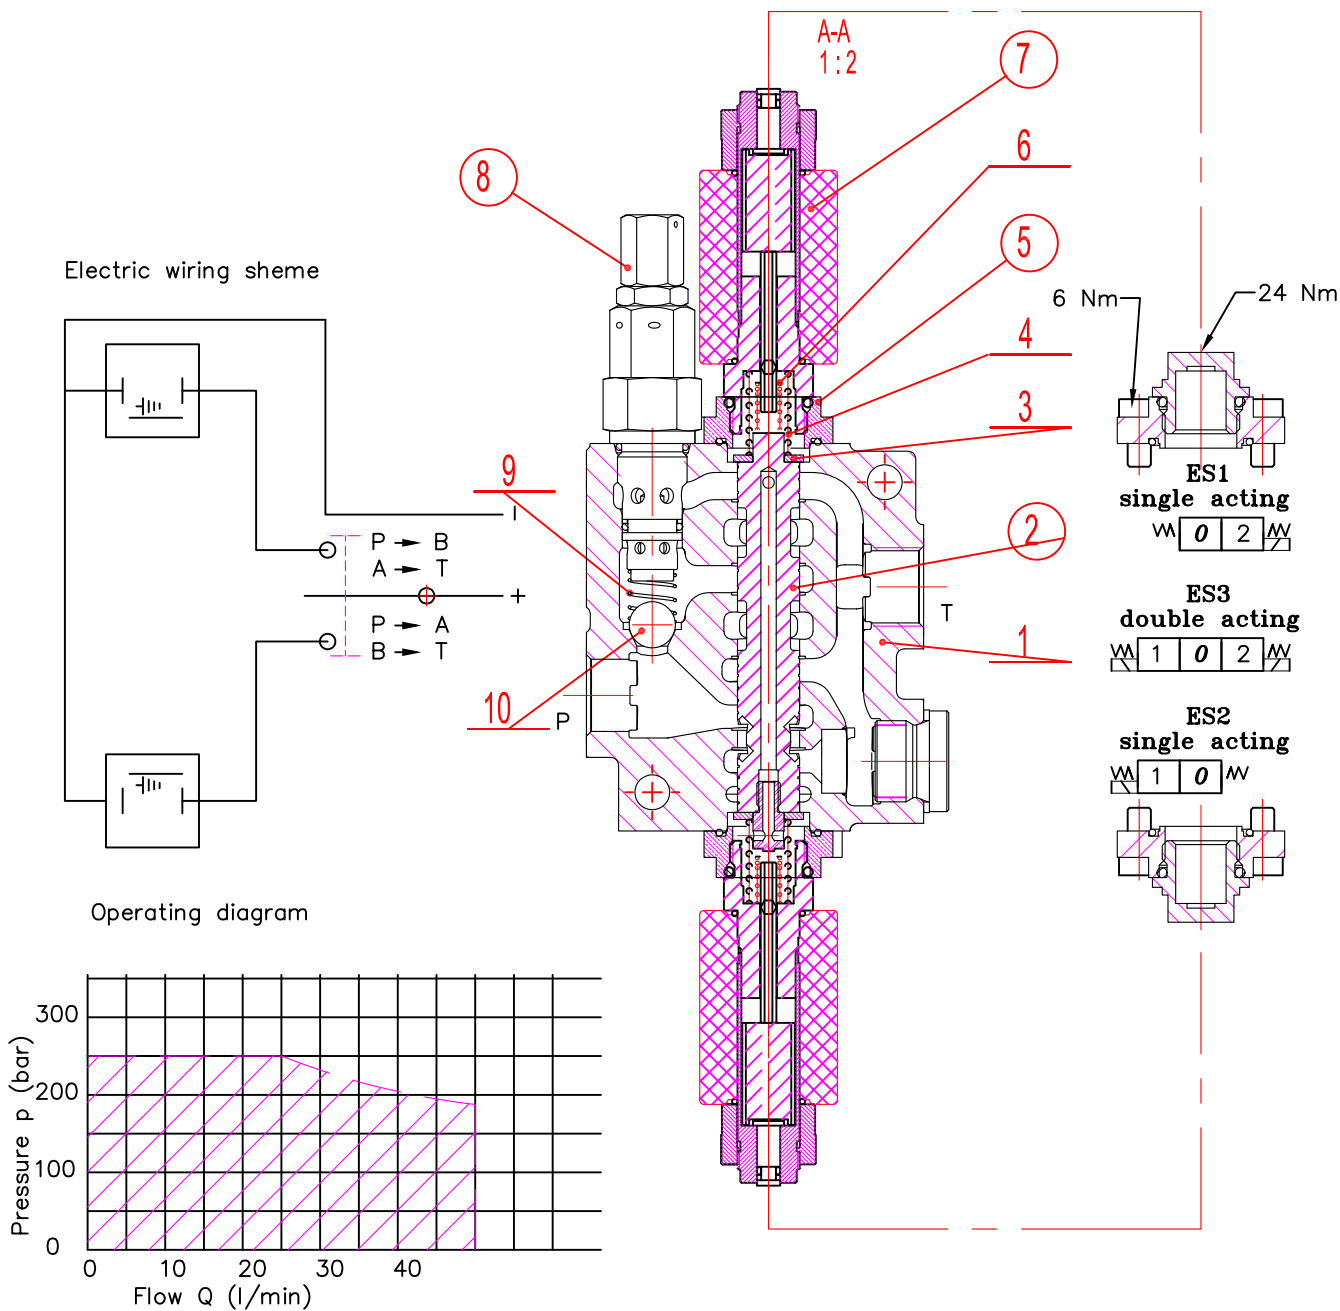 A-A
1:2
7
6
8
5
Electric wiring sheme
6 Nm
24 Nm
4
3
9
ES1
single acting
0 2
2
-
P → B
A → T
+
P → A
B → T
ES3
double acting
1 0 2
T
1
10
P
ES2
single acting
1 0
Operating diagram
Pressure p (bar)
300
200
100
0
0 10 20 30 40
Flow Q (l/min)